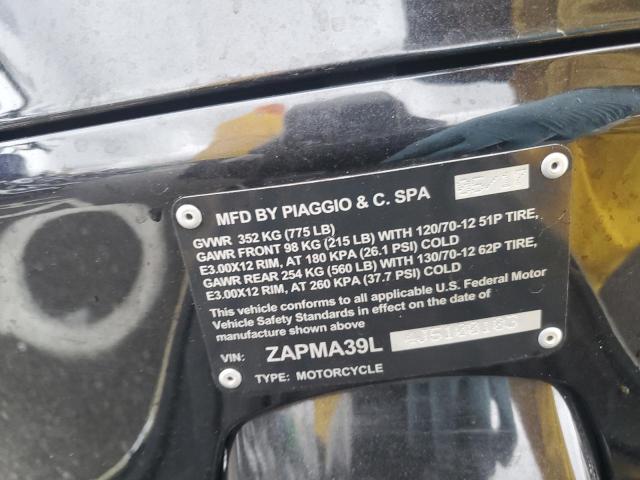 MFD BY PIAGGIO & C. SPA
GVWR 352 KG (775 LB)
GAWR FRONT 98 KG (215 LB) WITH 120/70-12 51P TIRE,
E3.00X12 RIM, AT 180 KPA (26.1 PSI) COLD
GAWR REAR 254 KG (560 LB) WITH 130/70-12 62P TIRE,
E3.00X12 RIM, AT 260 KPA (37.7 PSI) COLD
This vehicle conforms to all applicable U.S. Federal Motor
Vehicle Safety Standards in effect on the date of
manufacture shown above
VIN: ZAPMA39L
TYPE: MOTORCYCLE